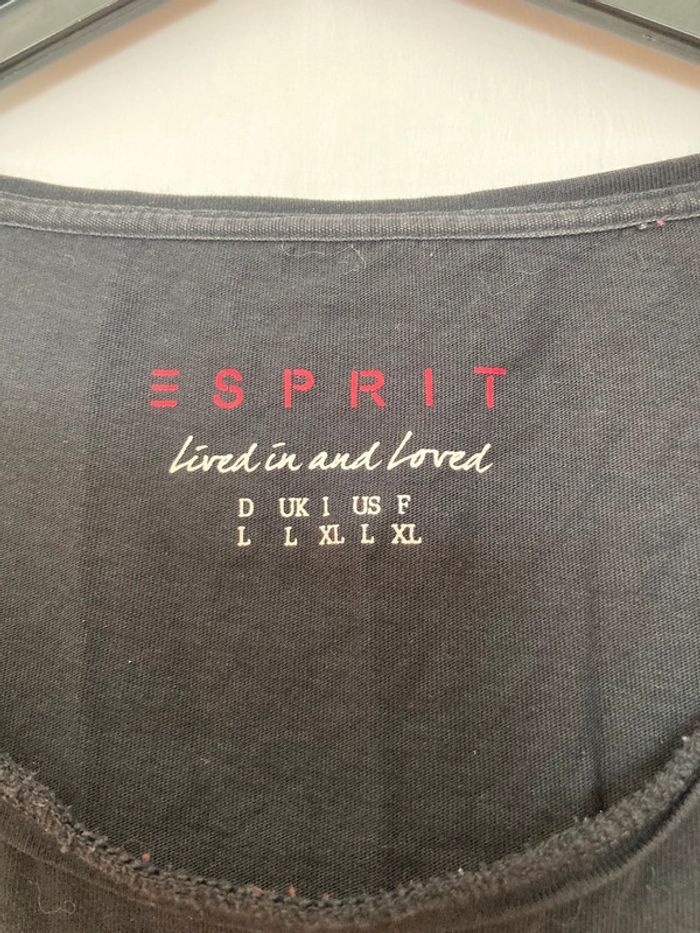 ESPRIT
Lived in and Loved
D UK I US F
L L XL L XL